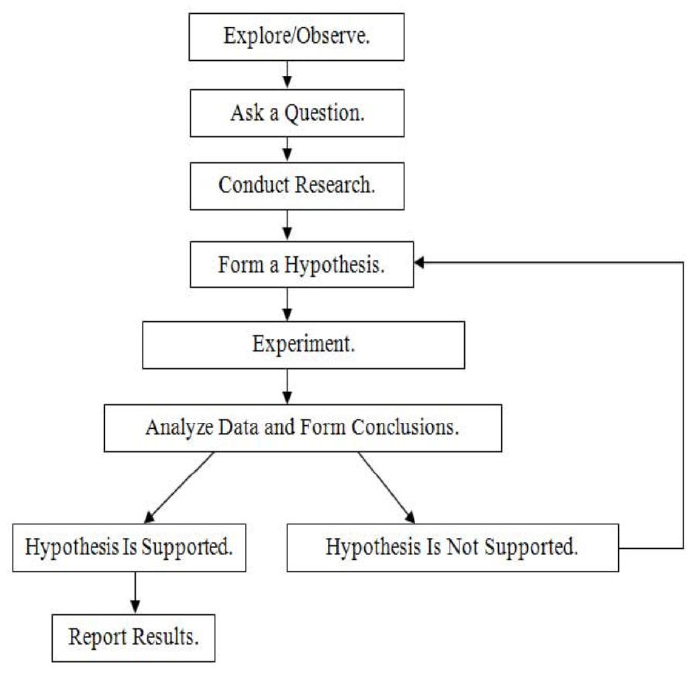 Explore/Observe.
Ask a Question.
Conduct Research.
Form a Hypothesis.
Experiment.
Analyze Data and Form Conclusions.
Hypothesis Is Supported.
Hypothesis Is Not Supported.
Report Results.